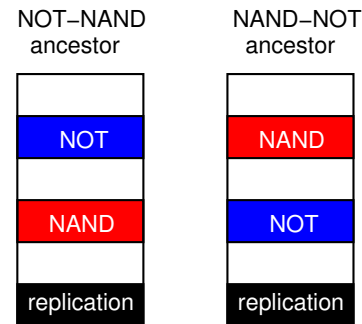 NOT−NAND
ancestor
NOT
NAND
replication
NAND−NOT
ancestor
NAND
NOT
replication